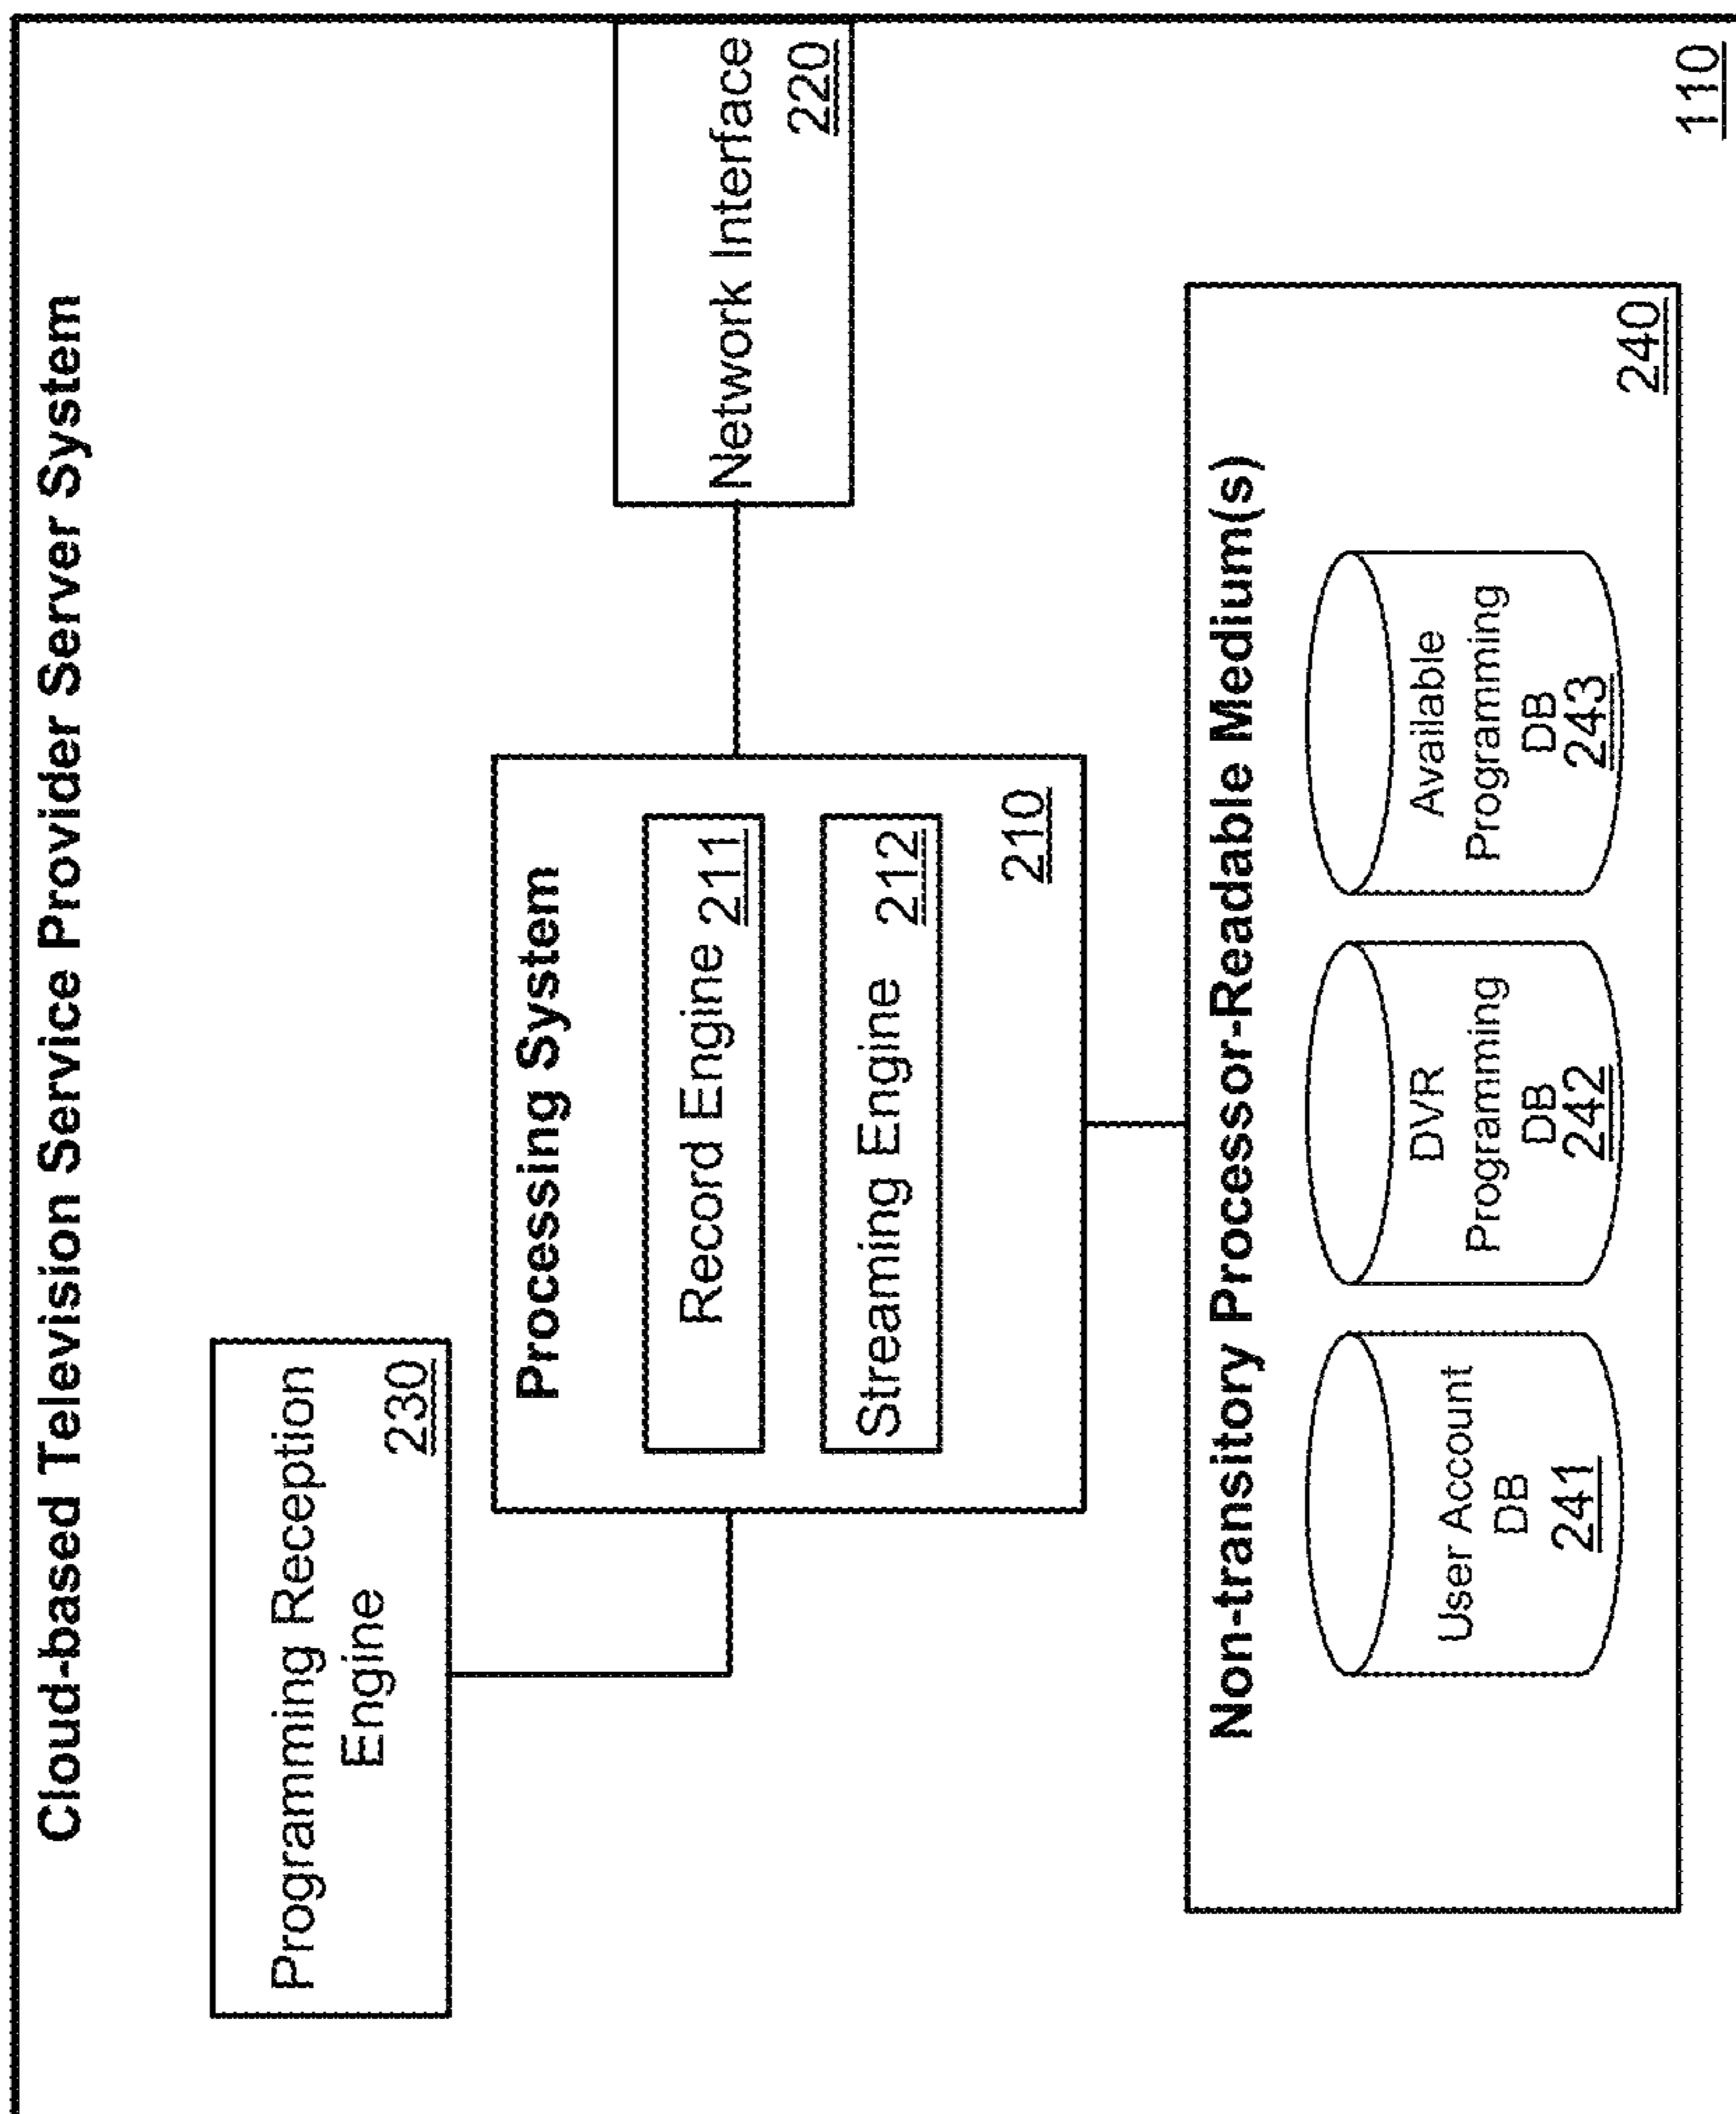 Cloud-based Television Service Provider Server System
Programming Reception
Engine
230
Processing System
Record Engine 211
Streaming Engine 212
210
Network Interface
220
Non-transitory Processor-Readable Medium(s)
User Account
DB
241
DVR
Programming
DB
242
Available
Programming
DB
243
240
110